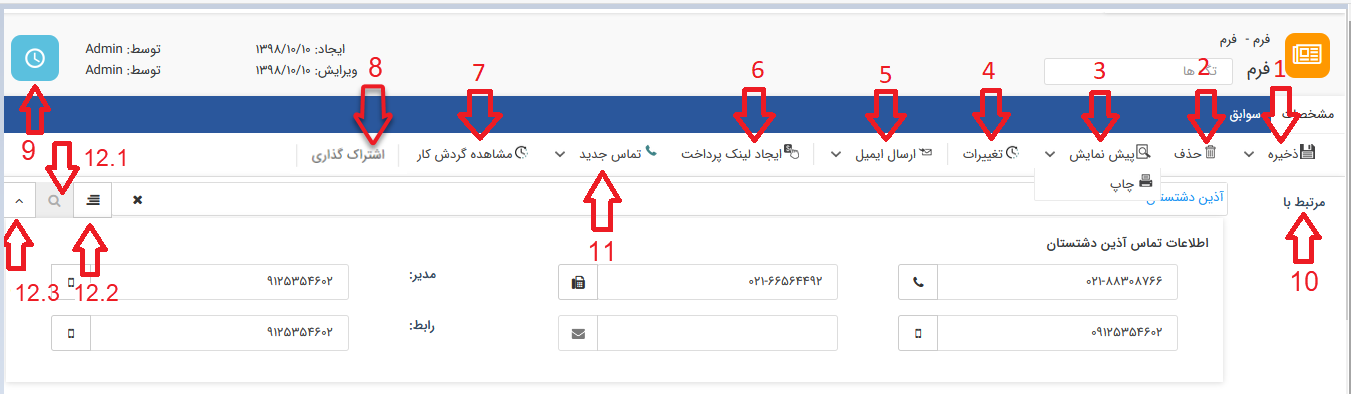 فرم - فرم
فرم
تگ ها
ایجاد: ۱۳۹۸/۱۰/۱۰ توسط: Admin
ویرایش: ۱۳۹۸/۱۰/۱۰ توسط: Admin
1 2 3 4 5 6 7 8
9
مشخصات سوابق
ذخیره حذف پیش نمایش تغییرات ارسال ایمیل ایجاد لینک پرداخت تماس جدید مشاهده گردش کار اشتراک گذاری
12.1
چاپ
مرتبط با
آذین دشتستان
اطلاعات تماس آذین دشتستان
10
11
12.2
12.3
۰۲۱-۸۸۳۰۸۷۶۶ ۰۲۱-۶۶۵۶۴۴۹۲ مدیر: ۹۱۲۵۳۵۴۶۰۲
۰۹۱۲۵۳۵۴۶۰۲ رابط: ۹۱۲۵۳۵۴۶۰۲